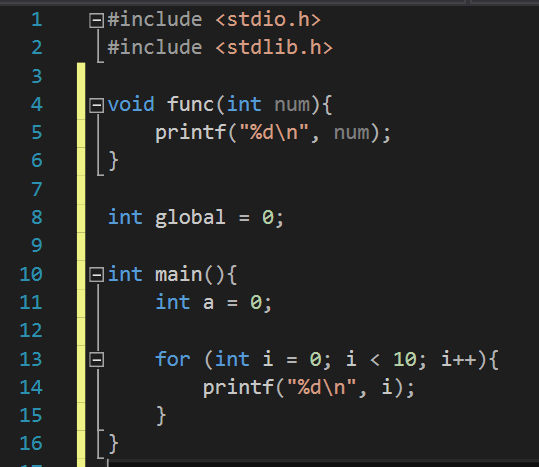 1 #include <stdio.h>
2 #include <stdlib.h>
3
4 void func(int num){
5     printf("%d\n", num);
6 }
7
8 int global = 0;
9
10 int main(){
11     int a = 0;
12
13     for (int i = 0; i < 10; i++){
14         printf("%d\n", i);
15     }
16 }